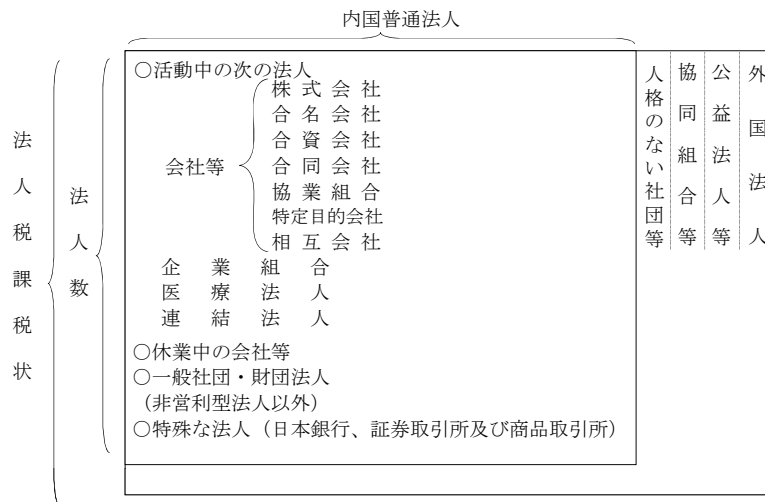 内国普通法人
法人税課税状
法人数
○活動中の次の法人
会社等
株式会社
合名会社
合資会社
合同会社
協業組合
特定目的会社
相互会社
企業組合
医療法人
連結法人
○休業中の会社等
○一般社団・財団法人
（非営利型法人以外）
○特殊な法人（日本銀行、証券取引所及び商品取引所）
人格のない社団等
協同組合等
公益法人等
外国法人